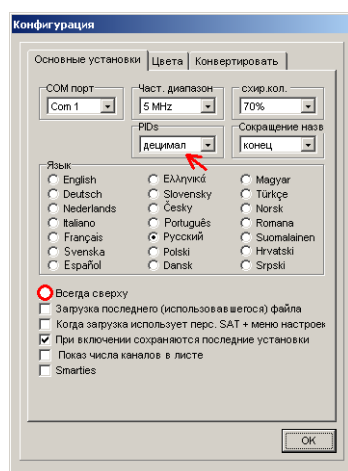 Конфигурация
Основные установки Цвета Конвертировать
COM порт Част. диапазон схир.кол.
Com 1 5 MHz 70%
PIDs Сокращение назв
децимал конец
Язык
English Ελληνικά Magyar
Deutsch Slovensky Türkçe
Nederlands Česky Norsk
Italiano Português Romana
Français Русский Suomalainen
Svenska Polski Hrvatski
Español Dansk Srpski
Всегда сверху
Загрузка последнего (использовавшегося) файла
Когда загрузка использует перс. SAT + меню настроек
При включении сохраняются последние установки
Показ числа каналов в листе
Smarties
OK